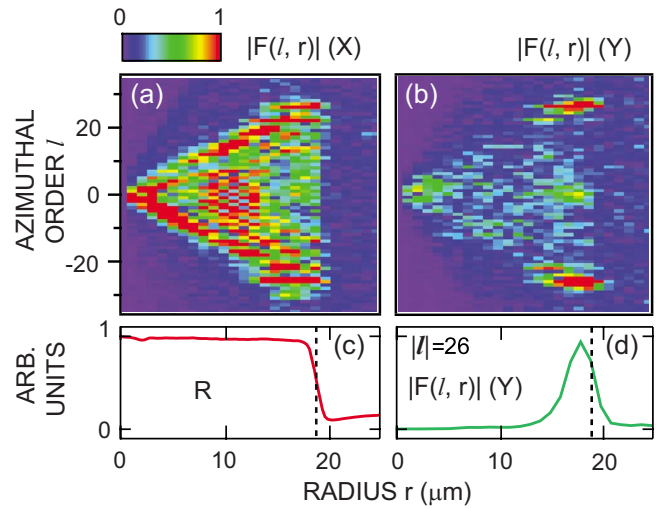 0 1
|F(l, r)| (X) |F(l, r)| (Y)
(a) (b)
AZIMUTHAL ORDER l
20
0
-20
ARB. UNITS
1
0
R
(c)
|l|=26
|F(l, r)| (Y)
(d)
0 10 20 0 10 20
RADIUS r (μm)